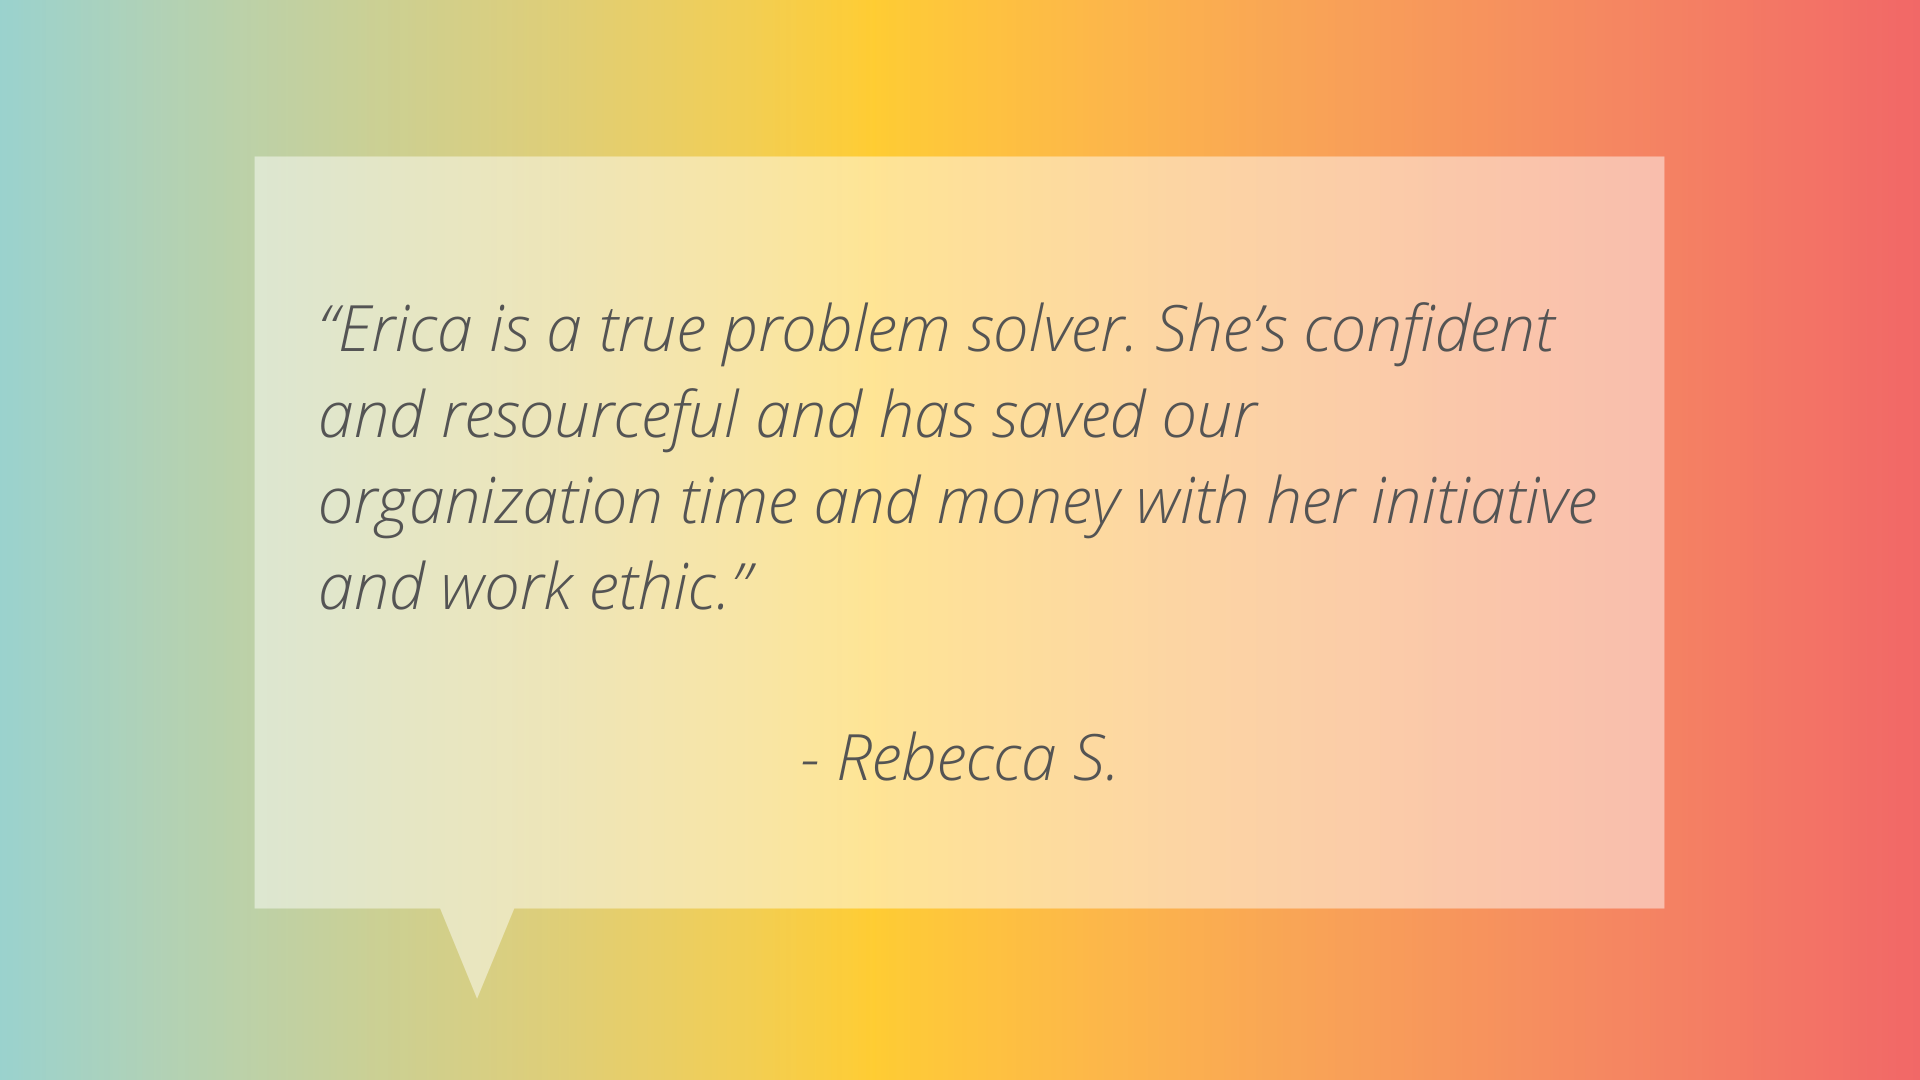 “Erica is a true problem solver. She’s confident
and resourceful and has saved our
organization time and money with her initiative
and work ethic.”
- Rebecca S.